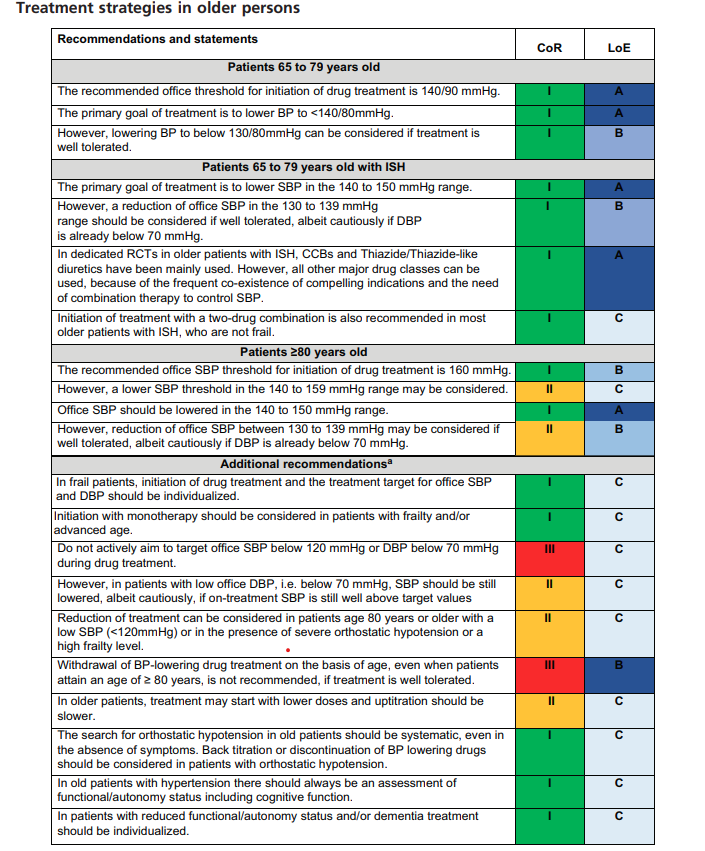 Treatment strategies in older persons
Recommendations and statements
CoR
LoE
Patients 65 to 79 years old
The recommended office threshold for initiation of drug treatment is 140/90 mmHg.
I
A
The primary goal of treatment is to lower BP to <140/80mmHg.
I
A
However, lowering BP to below 130/80mmHg can be considered if treatment is
well tolerated.
I
B
Patients 65 to 79 years old with ISH
The primary goal of treatment is to lower SBP in the 140 to 150 mmHg range.
I
A
However, a reduction of office SBP in the 130 to 139 mmHg
range should be considered if well tolerated, albeit cautiously if DBP
is already below 70 mmHg.
I
B
In dedicated RCTs in older patients with ISH, CCBs and Thiazide/Thiazide-like
diuretics have been mainly used. However, all other major drug classes can be
used, because of the frequent co-existence of compelling indications and the need
of combination therapy to control SBP.
I
A
Initiation of treatment with a two-drug combination is also recommended in most
older patients with ISH, who are not frail.
I
C
Patients ≥80 years old
The recommended office SBP threshold for initiation of drug treatment is 160 mmHg.
I
B
However, a lower SBP threshold in the 140 to 159 mmHg range may be considered.
II
C
Office SBP should be lowered in the 140 to 150 mmHg range.
I
A
However, reduction of office SBP between 130 to 139 mmHg may be considered if
well tolerated, albeit cautiously if DBP is already below 70 mmHg.
II
B
Additional recommendationsª
In frail patients, initiation of drug treatment and the treatment target for office SBP
and DBP should be individualized.
I
C
Initiation with monotherapy should be considered in patients with frailty and/or
advanced age.
I
C
Do not actively aim to target office SBP below 120 mmHg or DBP below 70 mmHg
during drug treatment.
III
C
However, in patients with low office DBP, i.e. below 70 mmHg, SBP should be still
lowered, albeit cautiously, if on-treatment SBP is still well above target values
II
C
Reduction of treatment can be considered in patients age 80 years or older with a
low SBP (<120mmHg) or in the presence of severe orthostatic hypotension or a
high frailty level.
II
C
Withdrawal of BP-lowering drug treatment on the basis of age, even when patients
attain an age of ≥ 80 years, is not recommended, if treatment is well tolerated.
III
B
In older patients, treatment may start with lower doses and uptitration should be
slower.
II
C
The search for orthostatic hypotension in old patients should be systematic, even in
the absence of symptoms. Back titration or discontinuation of BP lowering drugs
should be considered in patients with orthostatic hypotension.
I
C
In old patients with hypertension there should always be an assessment of
functional/autonomy status including cognitive function.
I
C
In patients with reduced functional/autonomy status and/or dementia treatment
should be individualized.
I
C